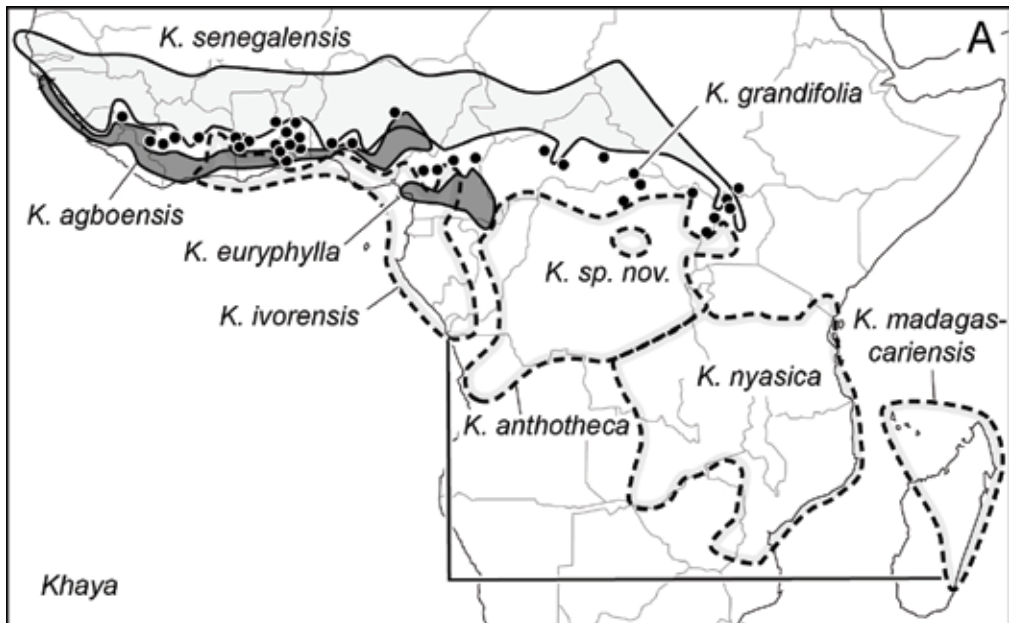 K. senegalensis
A
K. grandifolia
K. agboensis
K. euryphylla
K. sp. nov.
K. ivorensis
K. madagas-
cariensis
K. nyasica
K. anthotheca
Khaya